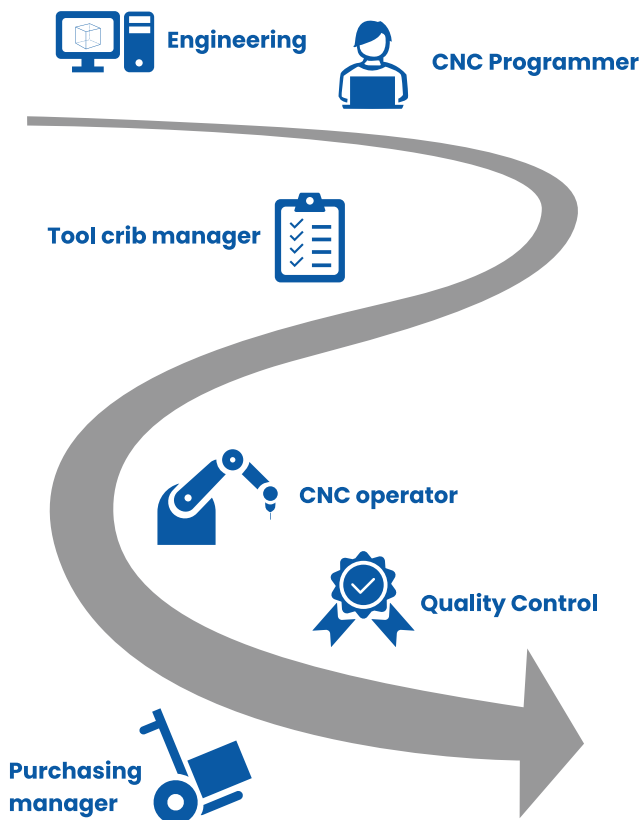 Engineering
CNC Programmer
Tool crib manager
CNC operator
Quality Control
Purchasing
manager